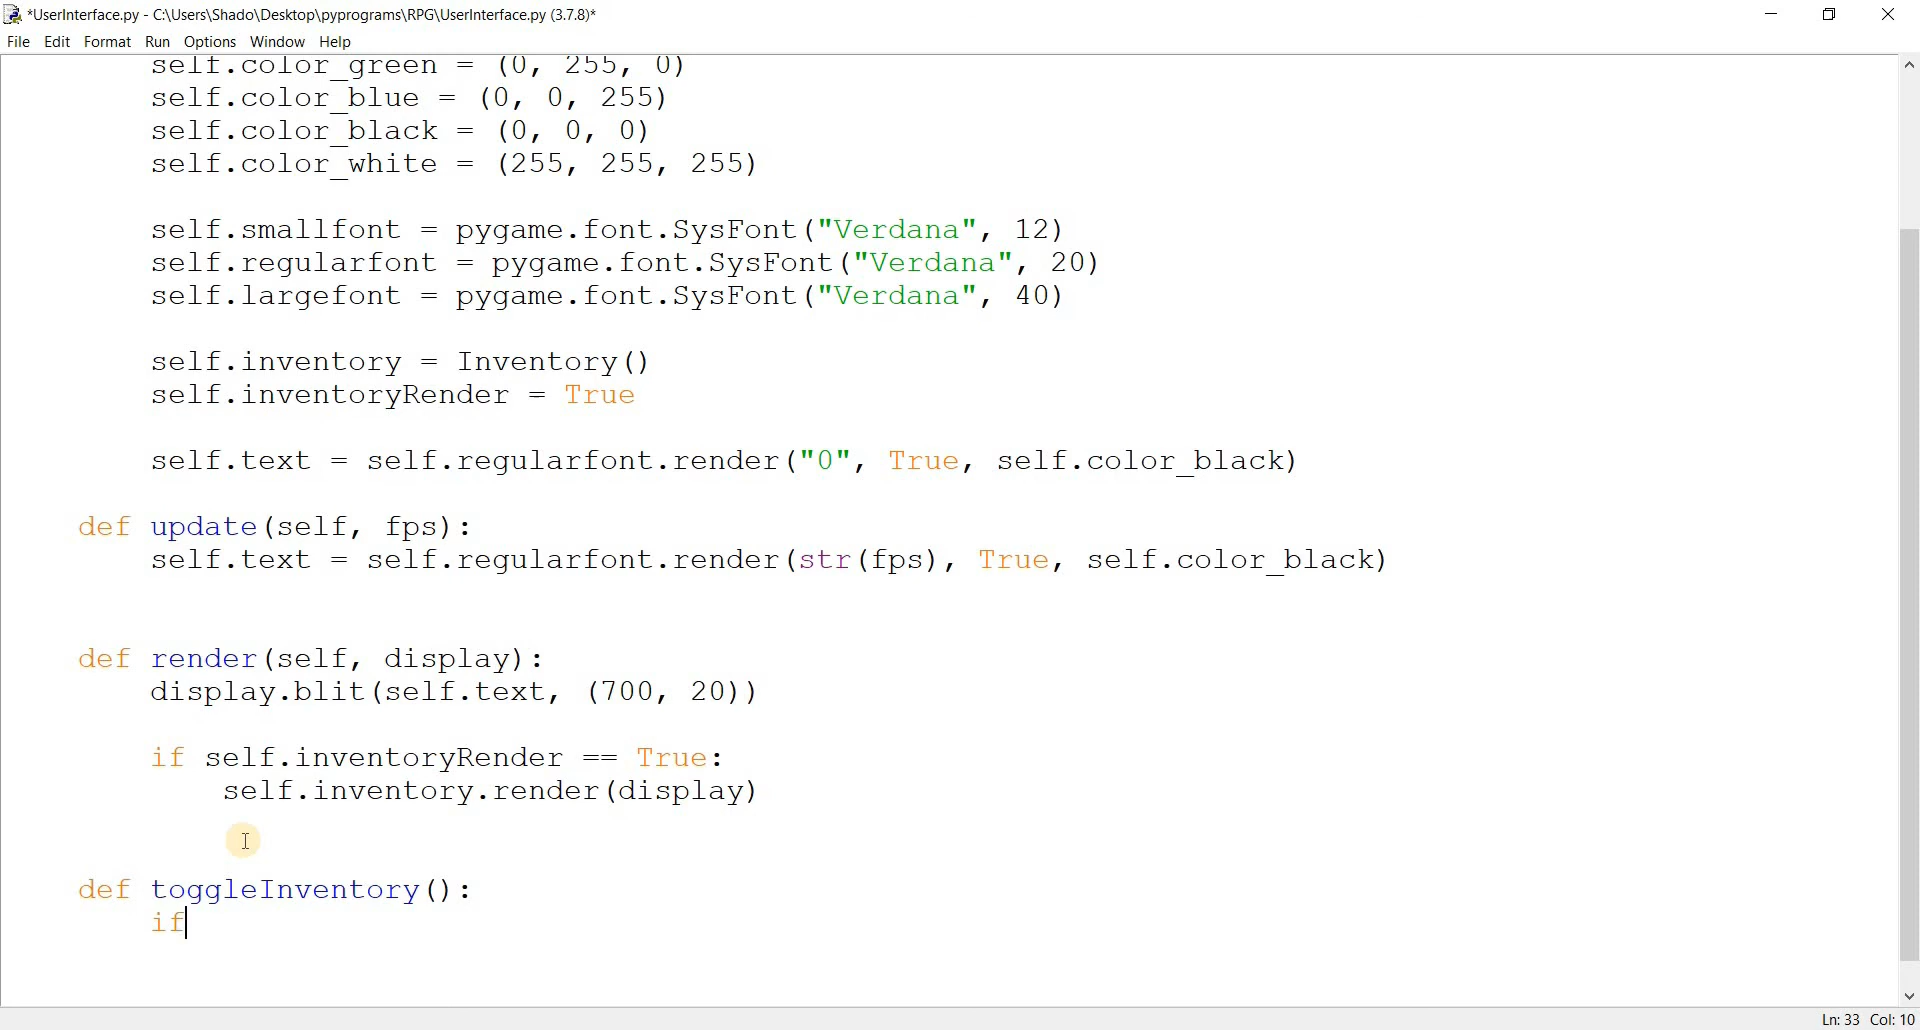 *UserInterface.py - C:\Users\Shado\Desktop\pyprograms\RPG\UserInterface.py (3.7.8)*
File Edit Format Run Options Window Help
self.color_green = (0, 255, 0)
self.color_blue = (0, 0, 255)
self.color_black = (0, 0, 0)
self.color_white = (255, 255, 255)
self.smallfont = pygame.font.SysFont("Verdana", 12)
self.regularfont = pygame.font.SysFont("Verdana", 20)
self.largefont = pygame.font.SysFont("Verdana", 40)
self.inventory = Inventory()
self.inventoryRender = True
self.text = self.regularfont.render("0", True, self.color_black)
def update(self, fps):
self.text = self.regularfont.render(str(fps), True, self.color_black)
def render(self, display):
display.blit(self.text, (700, 20))
if self.inventoryRender == True:
self.inventory.render(display)
def toggleInventory():
if
Ln: 33 Col: 10